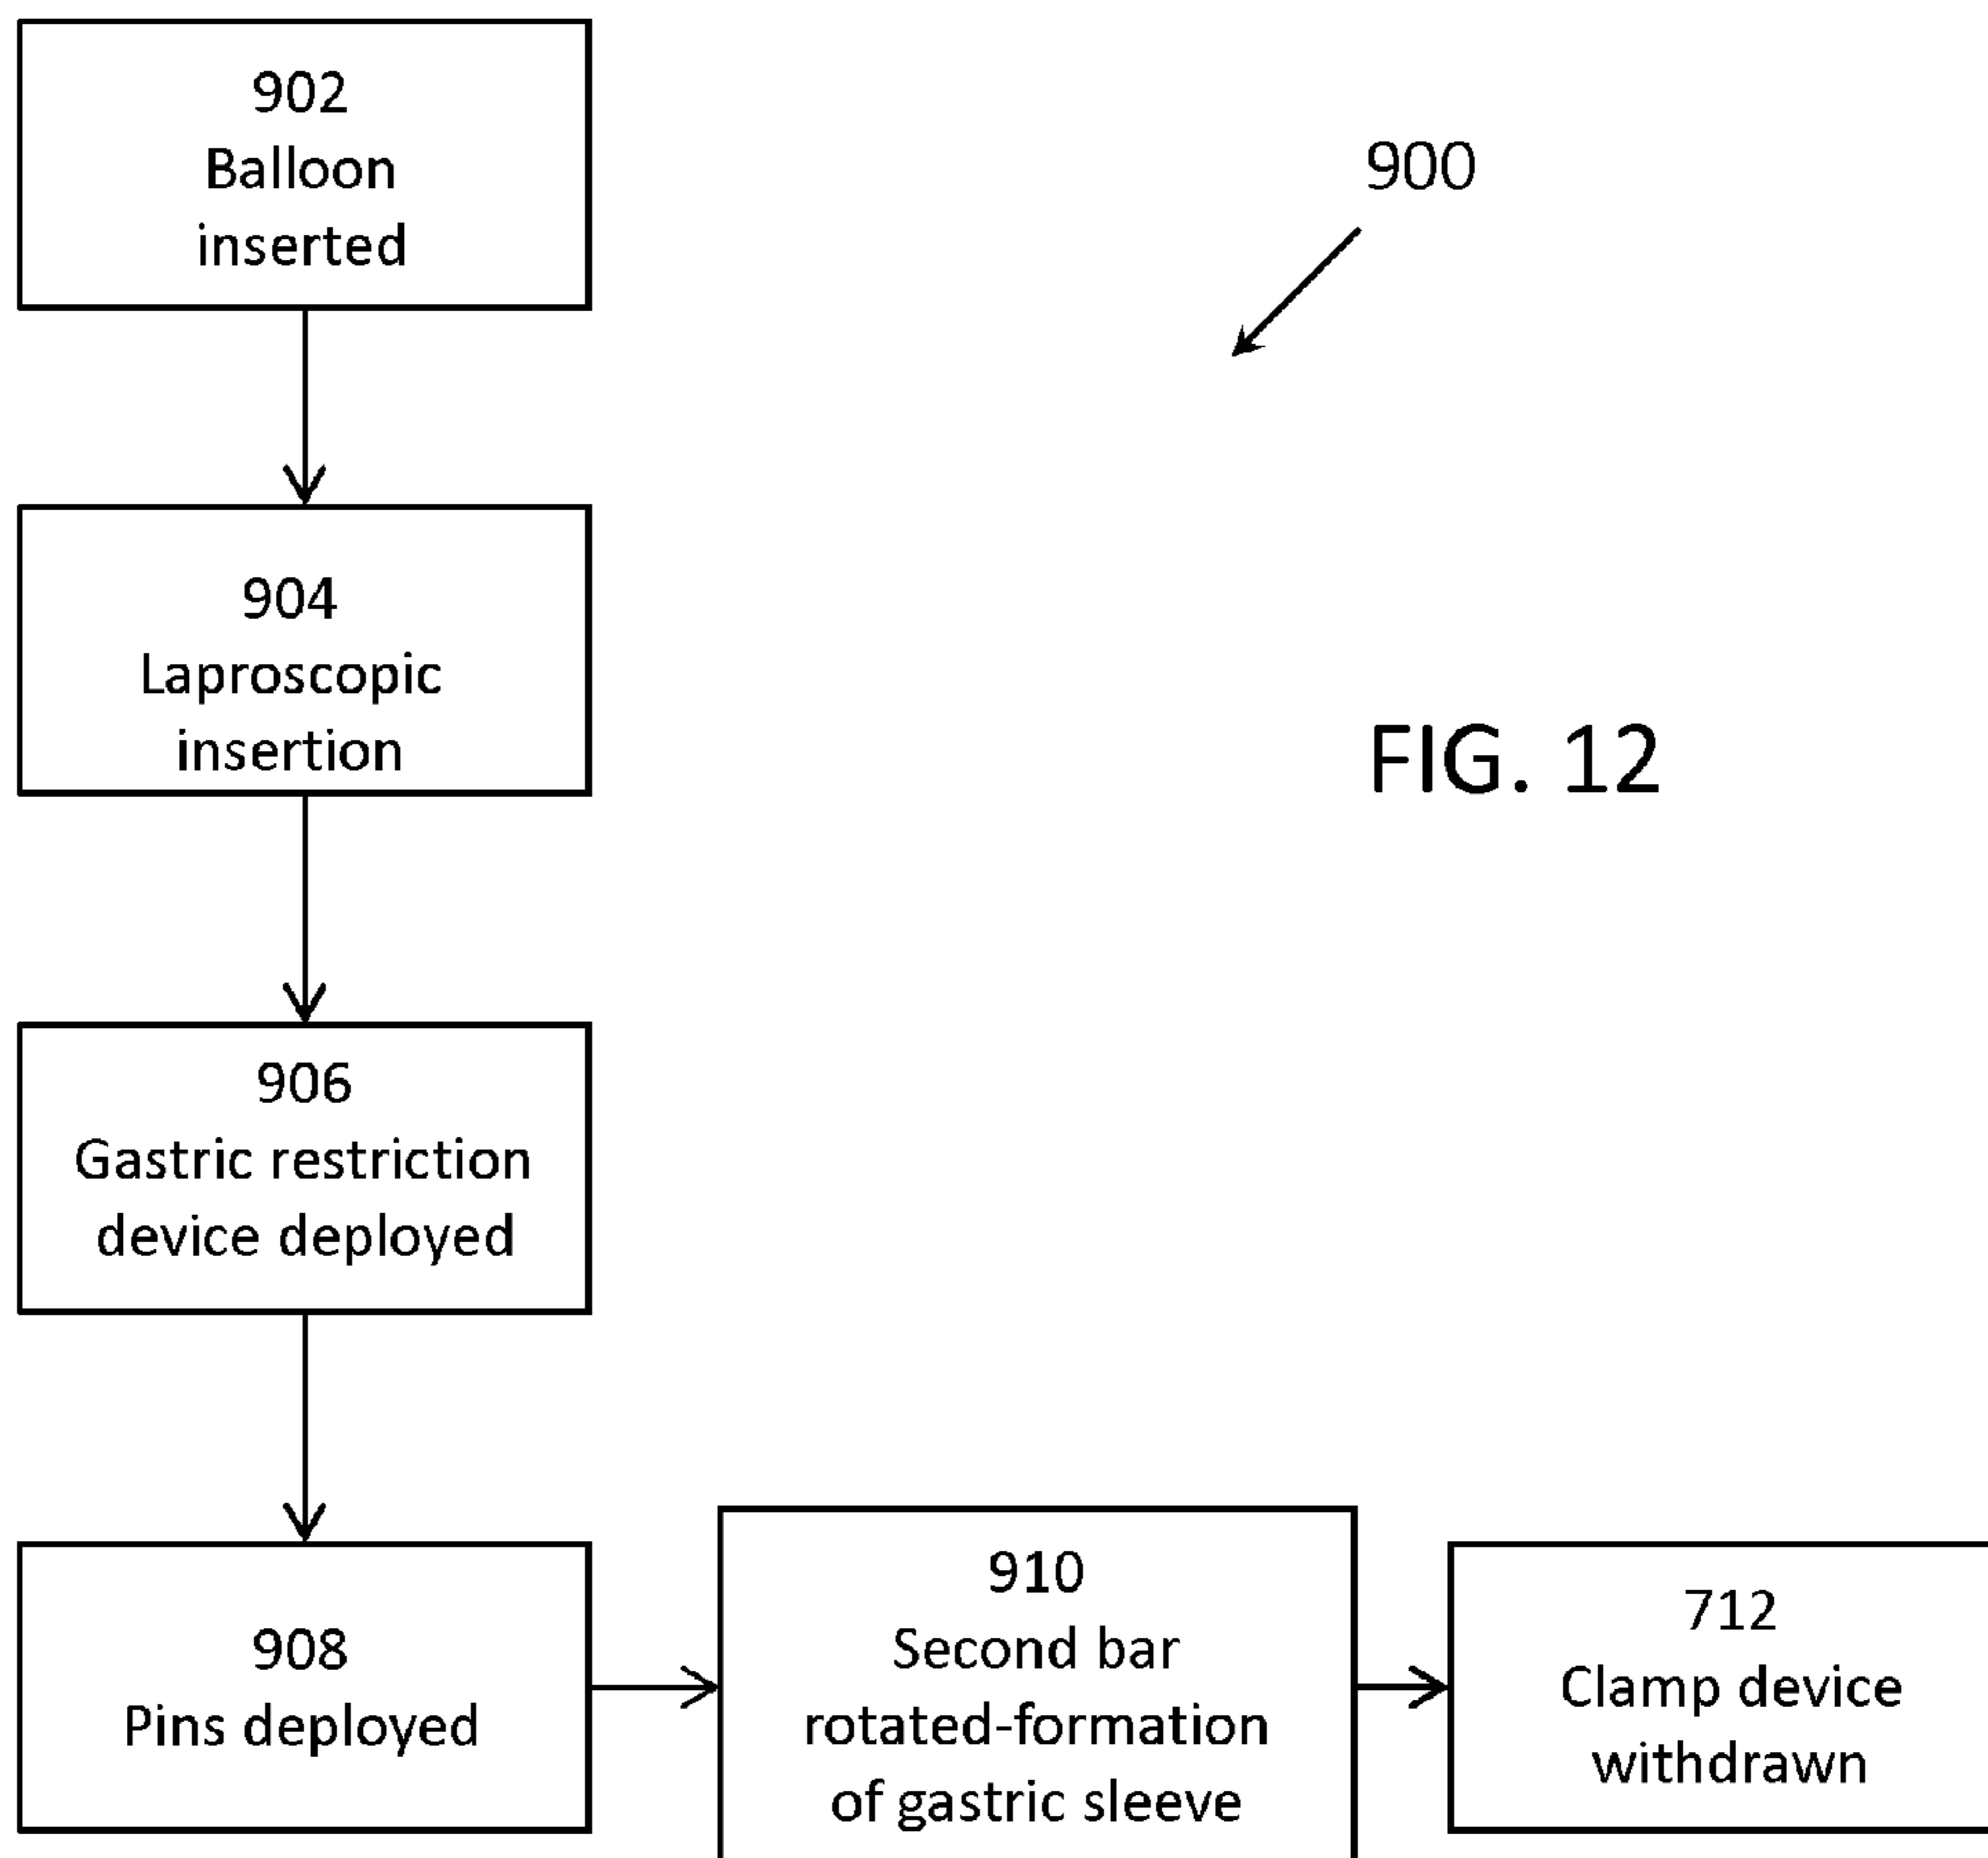 902
Balloon
inserted
900
904
Laproscopic
insertion
FIG. 12
906
Gastric restriction
device deployed
908
Pins deployed
910
Second bar
rotated-formation
of gastric sleeve
712
Clamp device
withdrawn